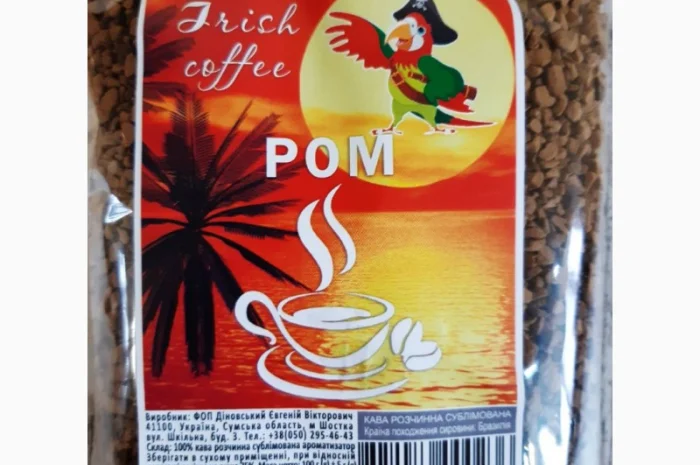 Irish
coffee
РОМ
Виробник: ФОП Діновський Євгеній Вікторович
41100, Україна, Сумська область, м Шостка
вул. Шкільна, буд. 3. Тел.: +38(050) 295-46-43
Склад: 100% кава розчинна сублімована ароматизор
Зберігати в сухому приміщенні, при відносній
КАВА РОЗЧИННА СУБЛІМОВАНА
Країна походження сировини: Бразилія